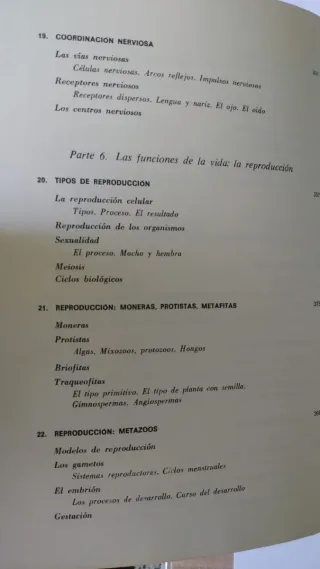 19. COORDINACION NERVIOSA
Las vías nerviosas
Células nerviosas. Arcos reflejos. Impulsos nerviosos
Receptores nerviosos
Receptores dispersos. Lengua y nariz. El ojo. El oído
Los centros nerviosos
Parte 6. Las funciones de la vida: la reproducción
20. TIPOS DE REPRODUCCIÓN
La reproducción celular
Tipos. Proceso. El resultado
Reproducción de los organismos
Sexualidad
El proceso. Macho y hembra
Meiosis
Ciclos biológicos
21. REPRODUCCION: MONERAS, PROTISTAS, METAFITAS
Moneras
Protistas
Algas. Mixozoos, protozoos. Hongos
Briofitas
Traqueofitas
El tipo primitivo. El tipo de planta con semilla.
Gimnospermas. Angiospermas
22. REPRODUCCION: METAZOOS
Modelos de reproducción
Los gametos
Sistemas reproductores. Ciclos menstruales
El embrión
Los procesos de desarrollo. Curso del desarrollo
Gestación